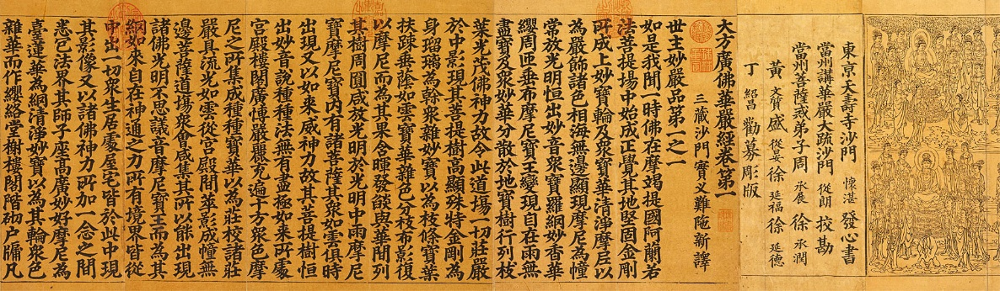 東京天壽寺沙門 懷湛 發心書
當州講華嚴大疏沙門 從朗 挍勘
當州菩薩戒弟子周 承展 徐 承潤
黃 文贇 盛 從晏 徐 延福 徐 延德
丁 紹昌 勸募彫版
大方廣佛華嚴經卷第一
三藏沙門實叉難陁新譯
世主妙嚴品第一之一
如是我聞一時佛在摩竭提國阿蘭若
法菩提場中始成正覺其地堅固金剛
所成上妙寶輪及眾寶華清淨摩尼以
為嚴飾諸色相海無邊顯現摩尼為幢
常放光明恒出妙音眾寶羅網妙香華
纓周匝垂布摩尼寶王變現自在雨無
盡寶及眾妙華分散於地寶樹行列枝
葉光茂佛神力故令此道場一切莊嚴
於中影現其菩提樹高顯殊特金剛為
身瑠璃為幹眾雜妙寶以為枝條寶葉
扶踈垂蔭如雲寶華雜色分枝布影復
以摩尼而為其果含暉發燄與華間列
其樹周圓咸放光明於光明中雨摩尼
寶摩尼寶內有諸菩薩其眾如雲俱時
出現又以如來威神力故其菩提樹恒
出妙音說種種法無有盡極如來所處
宮殿樓閣廣博嚴麗充遍十方眾色摩
尼之所集成種種寶華以為莊挍諸莊
嚴具流光如雲從宮殿間萃影成幢無
邊菩薩道場眾會咸集其所以能出現
諸佛光明不思議音摩尼寶王而為其
網如來自在神通之力所有境界皆從
中出一切眾生居處屋宅皆於此中現
其影像又以諸佛神力所加一念之間
悉包法界其師子座高廣妙好摩尼為
臺蓮華為網清淨妙寶以為其輪眾色
雜華而作纓絡堂樹樓閣階砌戶牖凡